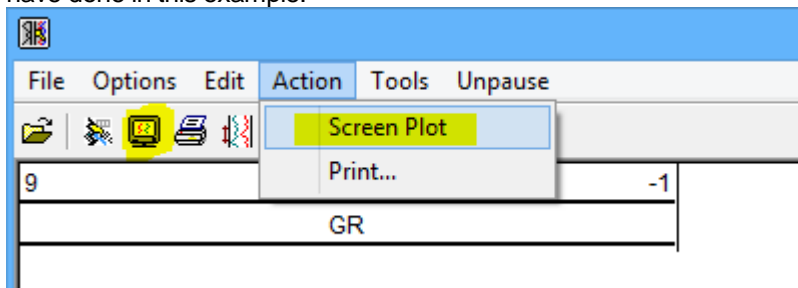 have done in this example.
File Options Edit Action Tools Unpause
Screen Plot
Print...
9 -1
GR